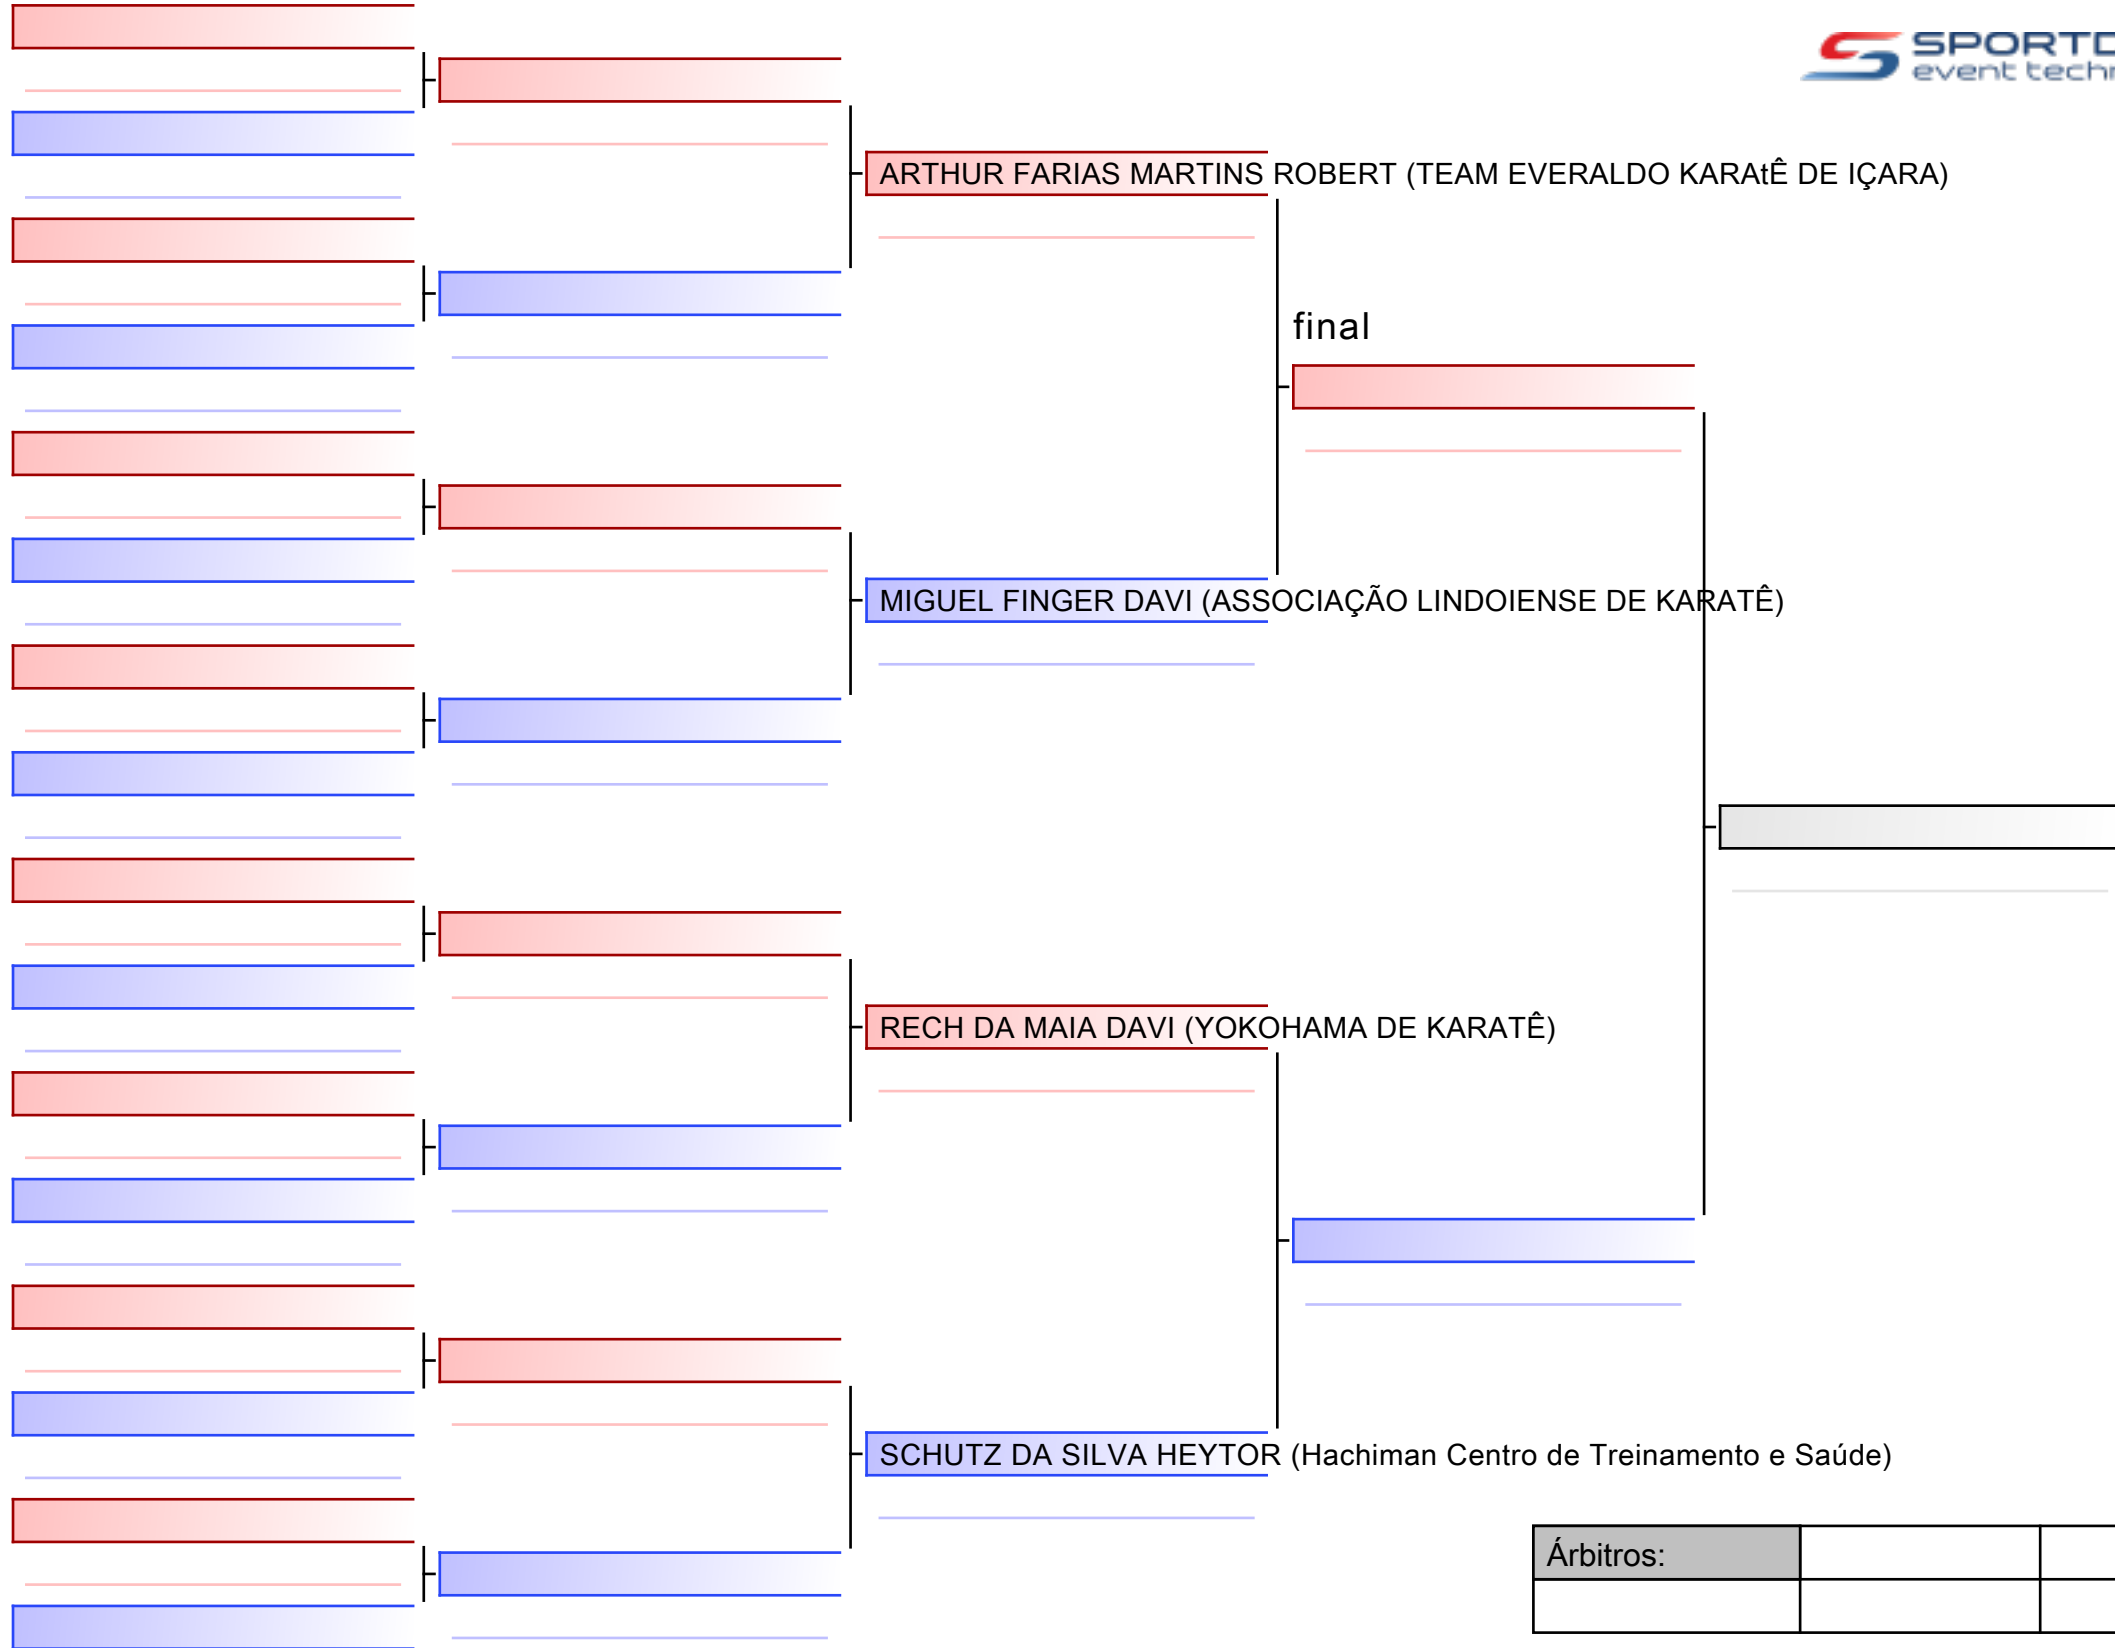 SPORTD
event techn
ARTHUR FARIAS MARTINS ROBERT (TEAM EVERALDO KARAtÊ DE IÇARA)
final
MIGUEL FINGER DAVI (ASSOCIAÇÃO LINDOIENSE DE KARATÊ)
RECH DA MAIA DAVI (YOKOHAMA DE KARATÊ)
SCHUTZ DA SILVA HEYTOR (Hachiman Centro de Treinamento e Saúde)
Árbitros: